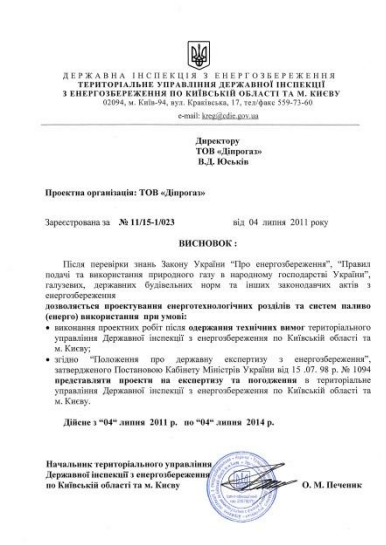 ДЕРЖАВНА ІНСПЕКЦІЯ З ЕНЕРГОЗБЕРЕЖЕННЯ
ТЕРИТОРІАЛЬНЕ УПРАВЛІННЯ ДЕРЖАВНОЇ ІНСПЕКЦІЇ
З ЕНЕРГОЗБЕРЕЖЕННЯ ПО КИЇВСЬКІЙ ОБЛАСТІ ТА М. КИЄВУ
02094, м. Київ-94, вул. Краківська, 17, тел/факс 559-73-60
e-mail: kreg@cdie.gov.ua
Директору
ТОВ «Діпрогаз»
В.Д. Юськів
Проектна організація: ТОВ «Діпрогаз»
Зареєстрована за № 11/15-1/023 від 04 липня 2011 року
ВИСНОВОК :
Після перевірки знань Закону України “Про енергозбереження”, “Правил
подачі та використання природного газу в народному господарстві України”,
галузевих, державних будівельних норм та інших законодавчих актів з
енергозбереження
дозволяється проектування енерготехнологічних розділів та систем паливо
(енерго) використання при умові:
• виконання проектних робіт після одержання технічних вимог територіального
управління Державної інспекції з енергозбереження по Київській області та
м. Києву;
• згідно “Положення про державну експертизу з енергозбереження”,
затвердженого Постановою Кабінету Міністрів України від 15 .07. 98 р. № 1094
представляти проекти на експертизу та погодження в територіальне
управління Державної інспекції з енергозбереження по Київській області та
м. Києву.
Дійсне з “04“ липня 2011 р. по “04“ липня 2014 р.
Начальник територіального управління
Державної інспекції з енергозбереження
по Київській області та м. Києву О. М. Печеник